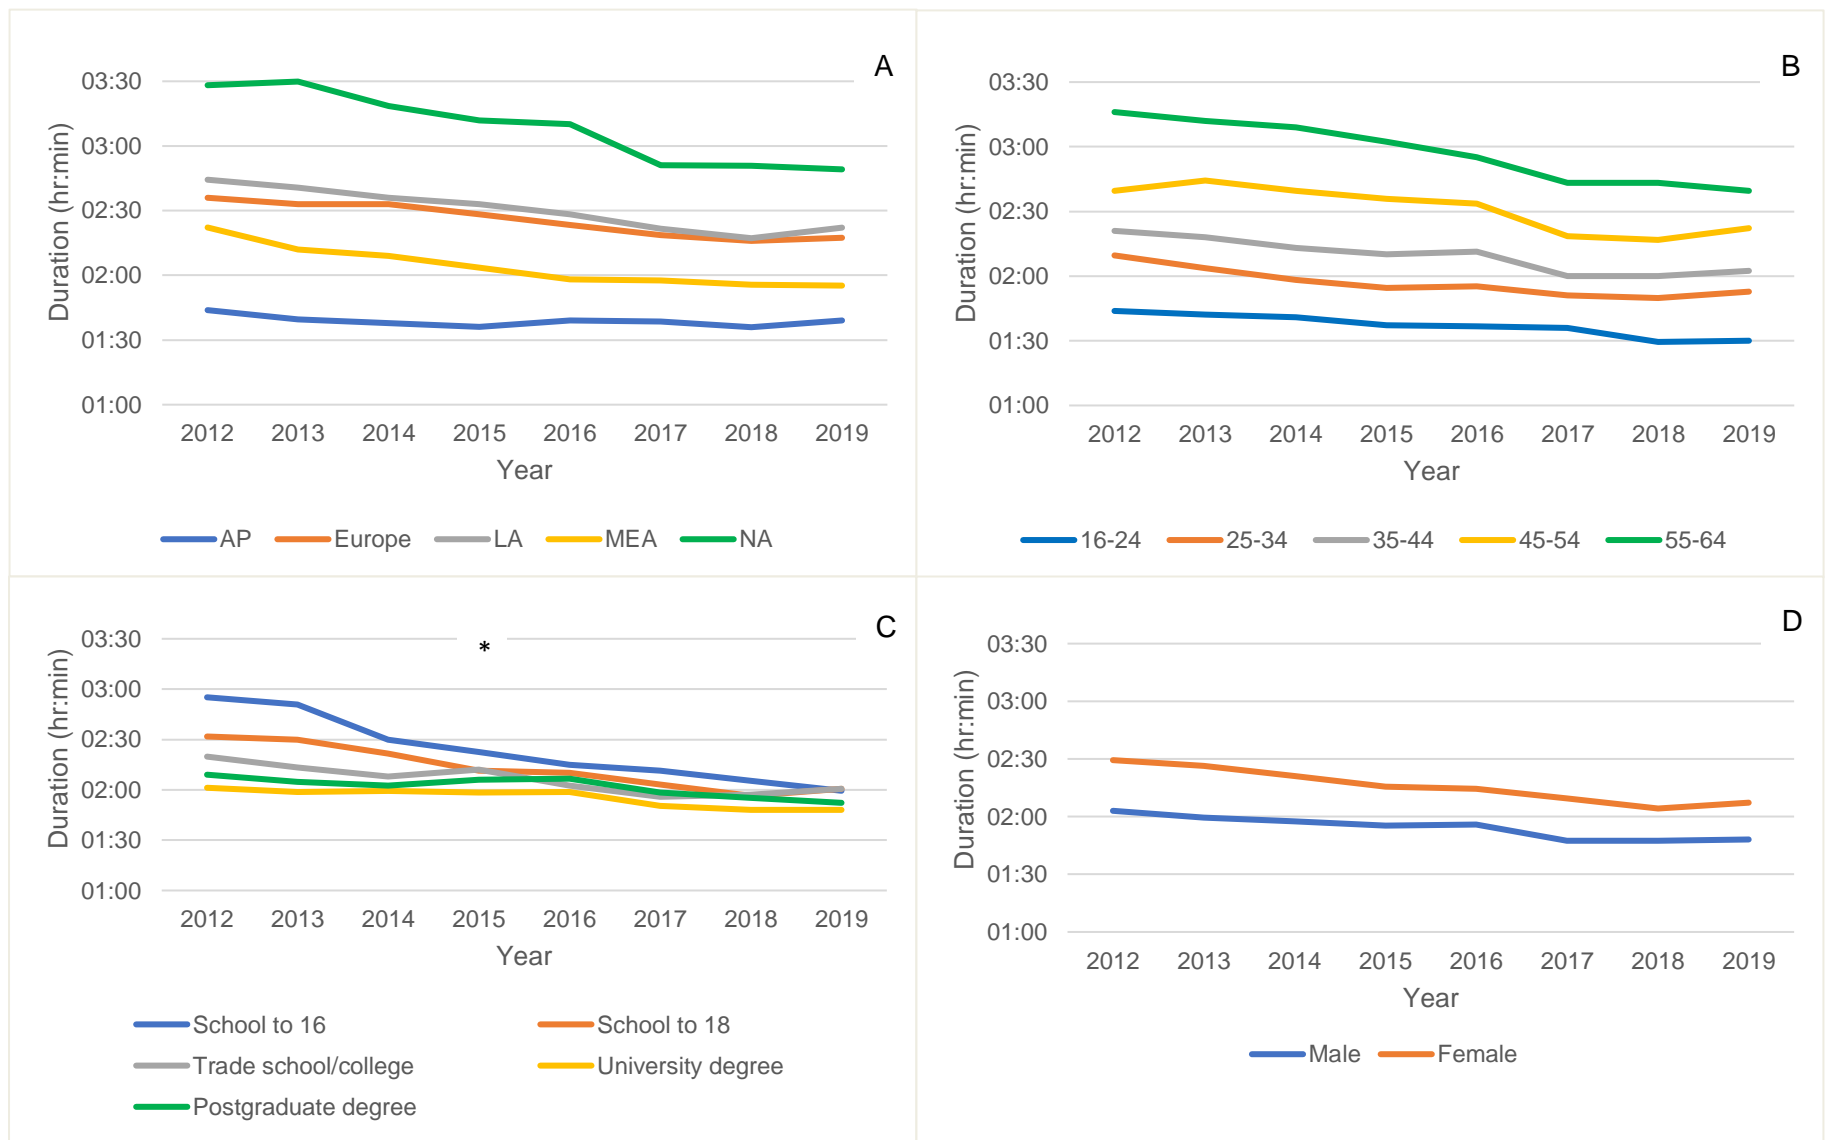 A
Duration (hr:min)
03:30
03:00
02:30
02:00
01:30
01:00
2012 2013 2014 2015 2016 2017 2018 2019
Year
AP Europe LA MEA NA
B
Duration (hr:min)
03:30
03:00
02:30
02:00
01:30
01:00
2012 2013 2014 2015 2016 2017 2018 2019
Year
16-24 25-34 35-44 45-54 55-64
C
*
Duration (hr:min)
03:30
03:00
02:30
02:00
01:30
01:00
2012 2013 2014 2015 2016 2017 2018 2019
Year
School to 16 School to 18
Trade school/college University degree
Postgraduate degree
D
Duration (hr:min)
03:30
03:00
02:30
02:00
01:30
01:00
2012 2013 2014 2015 2016 2017 2018 2019
Year
Male Female